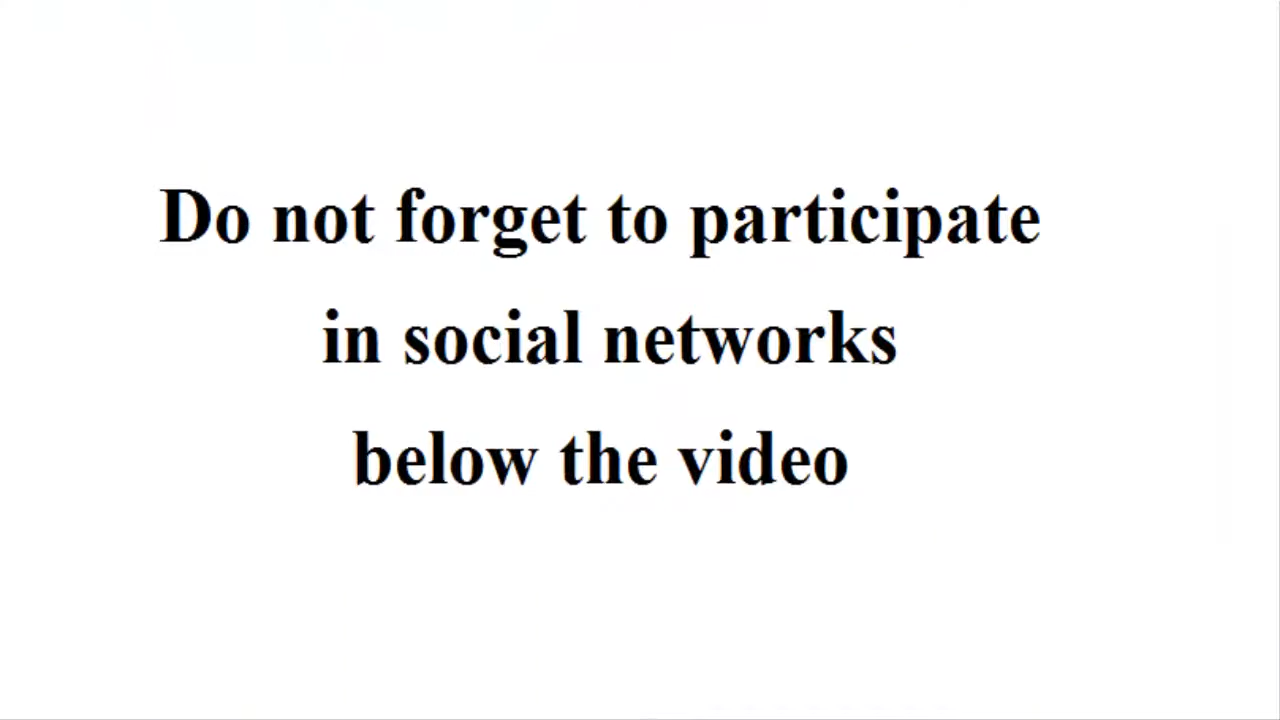 Do not forget to participate
in social networks
below the video